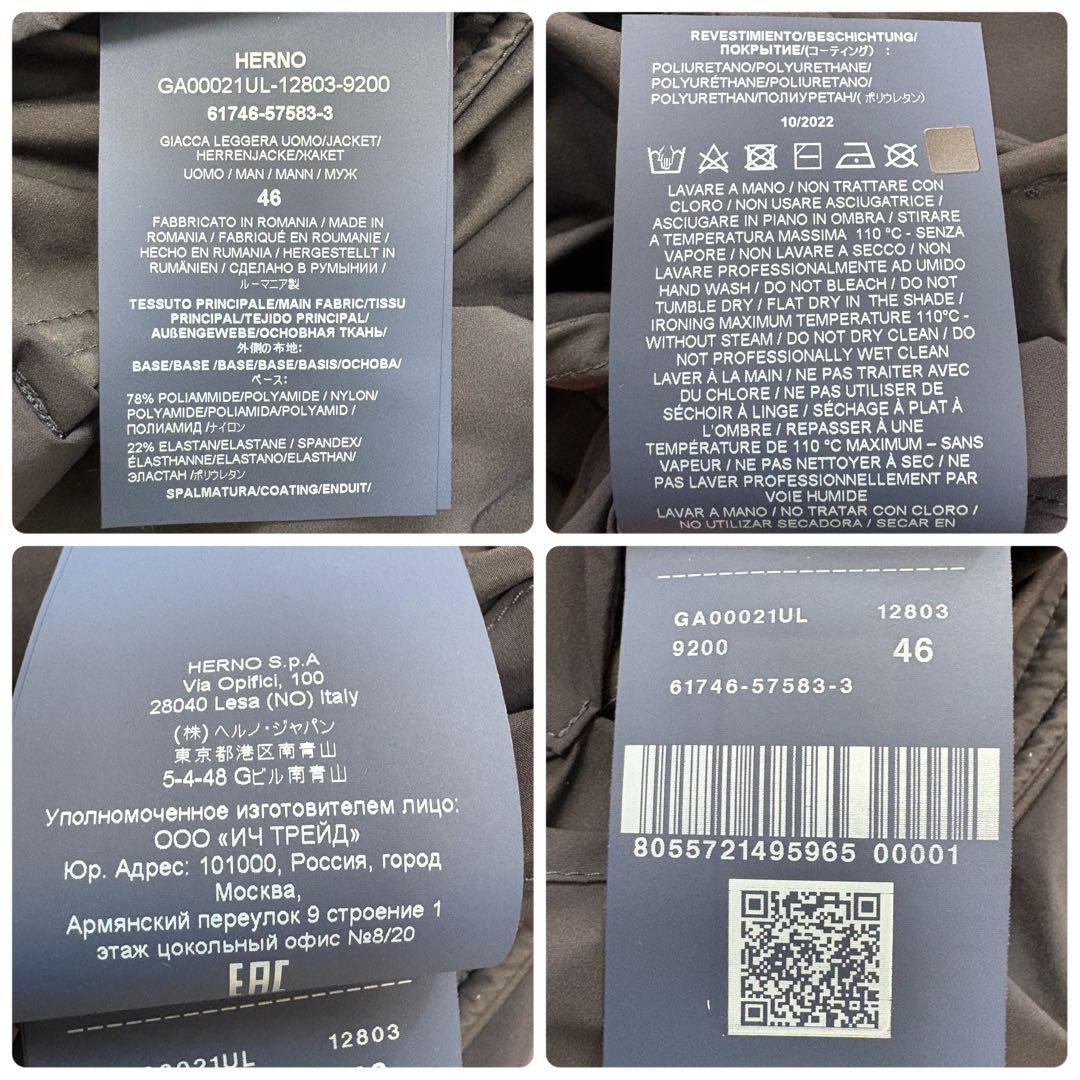 HERNO
GA00021UL-12803-9200
61746-57583-3
GIACCA LEGGERA UOMO/JACKET/
HERRENJACKE/ЖАКЕТ
UOMO / MAN / MANN / МУЖ
46
FABBRICATO IN ROMANIA / MADE IN
ROMANIA / FABRIQUÉ EN ROUMANIE /
HECHO EN RUMANIA / HERGESTELLT IN
RUMÄNIEN / СДЕЛАНО В РУМЫНИИ /
ルーマニア製
TESSUTO PRINCIPALE/MAIN FABRIC/TISSU
PRINCIPAL/TEJIDO PRINCIPAL/
AUßENGEWEBE/ОСНОВНАЯ ТКАНЬ/
外側の布地:
BASE/BASE /BASE/BASE/BASIS/ОСНОВА/
ベース:
78% POLIAMMIDE/POLYAMIDE / NYLON/
POLYAMIDE/POLIAMIDA/POLYAMID /
ПОЛИАМИД /ナイロン
22% ELASTAN/ELASTANE / SPANDEX/
ÉLASTHANNE/ELASTANO/ELASTHAN/
ЭЛАСТАН /ポリウレタン
SPALMATURA/COATING/ENDUIT/
REVESTIMIENTO/BESCHICHTUNG/
ПОКРЫТИЕ/(コーティング) :
POLIURETANO/POLYURETHANE/
POLYURÉTHANE/POLIURETANO/
POLYURETHAN/ПОЛИУРЕТАН/( ポリウレタン)
10/2022
LAVARE A MANO / NON TRATTARE CON
CLORO / NON USARE ASCIUGATRICE /
ASCIUGARE IN PIANO IN OMBRA / STIRARE
A TEMPERATURA MASSIMA 110 °C - SENZA
VAPORE / NON LAVARE A SECCO / NON
LAVARE PROFESSIONALMENTE AD UMIDO
HAND WASH / DO NOT BLEACH / DO NOT
TUMBLE DRY / FLAT DRY IN THE SHADE /
IRONING MAXIMUM TEMPERATURE 110°C -
WITHOUT STEAM / DO NOT DRY CLEAN / DO
NOT PROFESSIONALLY WET CLEAN
LAVER À LA MAIN / NE PAS TRAITER AVEC
DU CHLORE / NE PAS UTILISER DE
SÉCHOIR À LINGE / SÉCHAGE À PLAT À
L'OMBRE / REPASSER À UNE
TEMPÉRATURE DE 110 °C MAXIMUM – SANS
VAPEUR / NE PAS NETTOYER À SEC / NE
PAS LAVER PROFESSIONNELLEMENT PAR
VOIE HUMIDE
LAVAR A MANO / NO TRATAR CON CLORO /
NO UTILIZAR SECADORA / SECAR EN
HERNO S.p.A
Via Opifici, 100
28040 Lesa (NO) Italy
(株) ヘルノ・ジャパン
東京都港区南青山
5-4-48 Gビル南青山
Уполномоченное изготовителем лицо:
ООО «ИЧ ТРЕЙД»
Юр. Адрес: 101000, Россия, город
Москва,
Армянский переулок 9 строение 1
этаж цокольный офис №8/20
EAC
12803
GA00021UL 12803
9200 46
61746-57583-3
8055721495965 00001